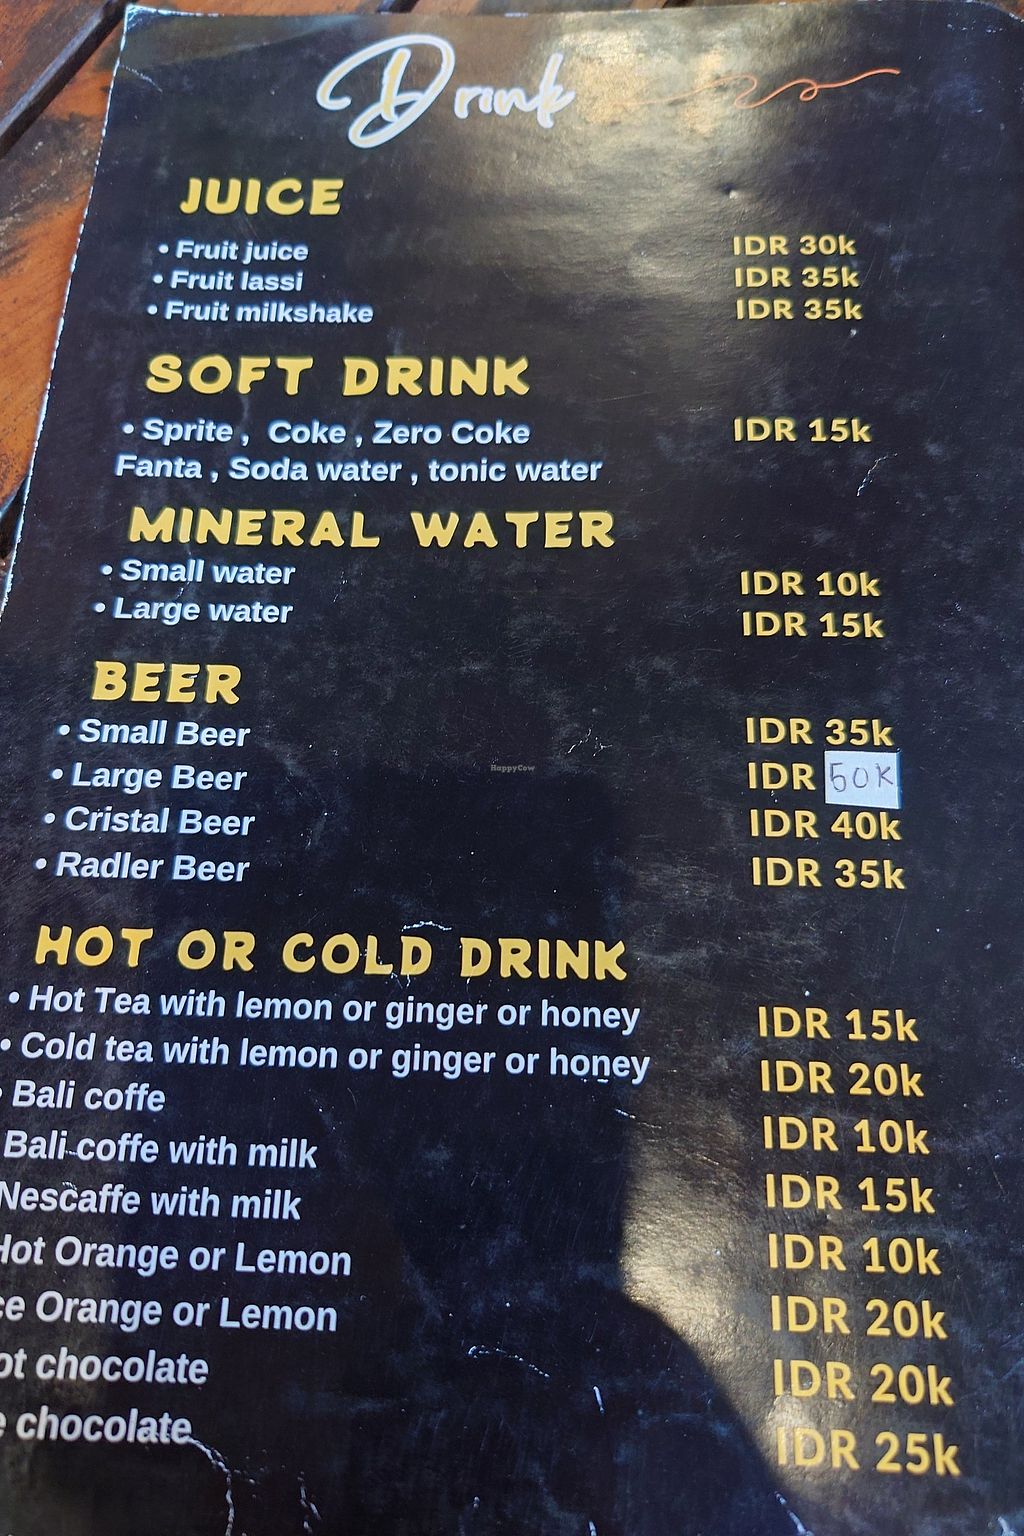 Drink
JUICE
• Fruit juice IDR 30k
• Fruit lassi IDR 35k
• Fruit milkshake IDR 35k
SOFT DRINK
• Sprite , Coke , Zero Coke IDR 15k
Fanta , Soda water , tonic water
MINERAL WATER
• Small water IDR 10k
• Large water IDR 15k
BEER
• Small Beer IDR 35k
• Large Beer IDR 50K
• Cristal Beer IDR 40k
• Radler Beer IDR 35k
HappyCow
HOT OR COLD DRINK
• Hot Tea with lemon or ginger or honey IDR 15k
• Cold tea with lemon or ginger or honey IDR 20k
• Bali coffe IDR 10k
Bali coffe with milk IDR 15k
Nescaffe with milk IDR 10k
Hot Orange or Lemon IDR 20k
ce Orange or Lemon IDR 20k
ot chocolate IDR 25k
e chocolate